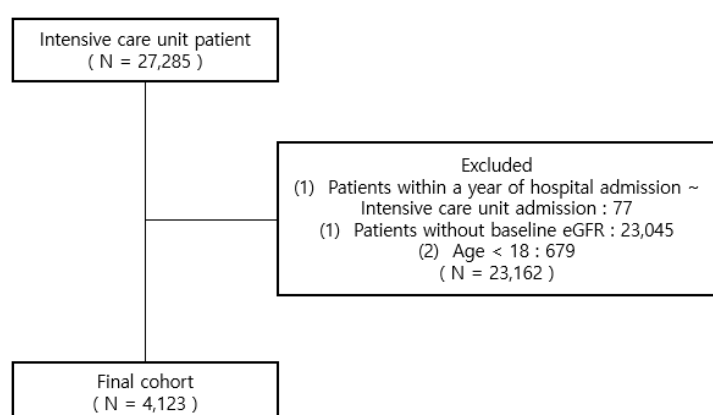 Intensive care unit patient
( N = 27,285 )
Excluded
(1) Patients within a year of hospital admission ~
Intensive care unit admission : 77
(1) Patients without baseline eGFR : 23,045
(2) Age < 18 : 679
( N = 23,162 )
Final cohort
( N = 4,123 )